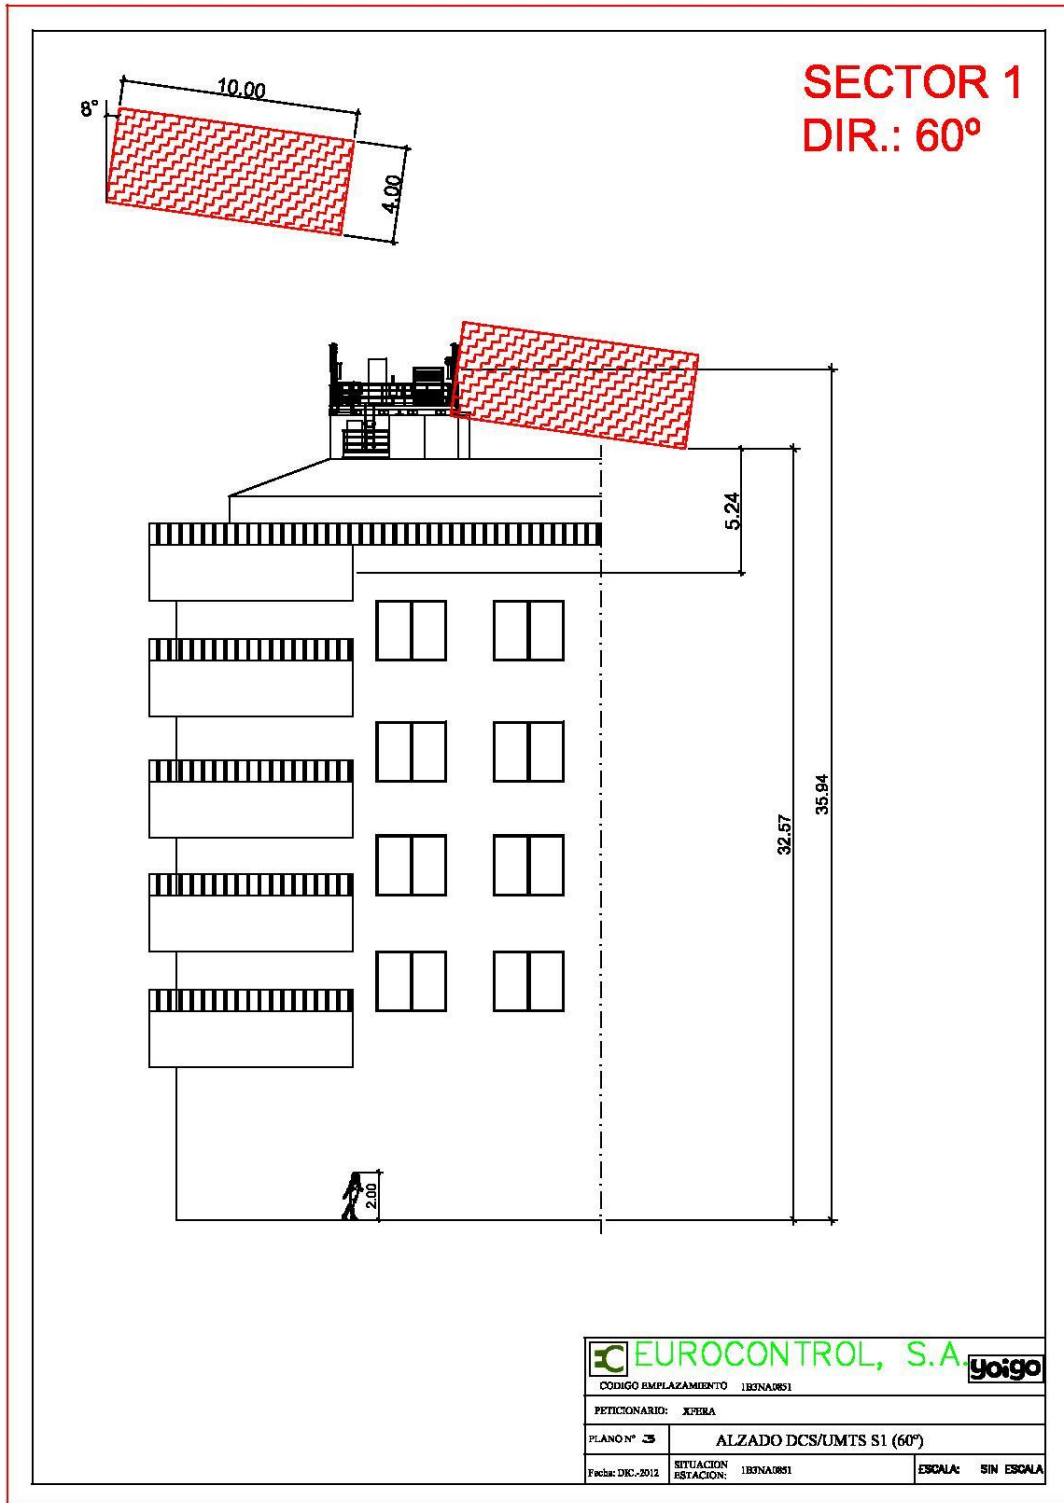 SECTOR 1
DIR.: 60º
10.00
8°
4.00
5.24
35.94
32.57
2.00
EUROCONTROL, S.A.
yoigo
CODIGO EMPLAZAMIENTO 1B3NA0851
PETICIONARIO: XFERA
PLANO Nº 3
ALZADO DCS/UMTS S1 (60º)
Fecha: DIC.-2012
SITUACION
ESTACION: 1B3NA0851
ESCALA: SIN ESCALA